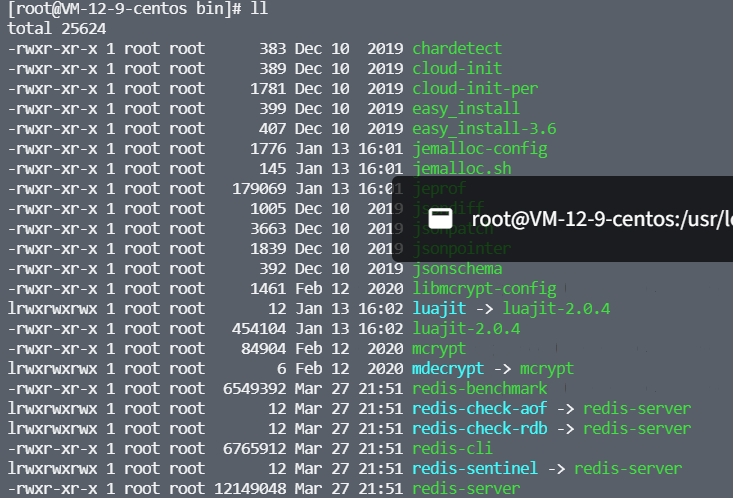 [root@VM-12-9-centos bin]# ll
total 25624
-rwxr-xr-x 1 root root      383 Dec 10  2019 chardetect
-rwxr-xr-x 1 root root      389 Dec 10  2019 cloud-init
-rwxr-xr-x 1 root root     1781 Dec 10  2019 cloud-init-per
-rwxr-xr-x 1 root root      399 Dec 10  2019 easy_install
-rwxr-xr-x 1 root root      407 Dec 10  2019 easy_install-3.6
-rwxr-xr-x 1 root root     1776 Jan 13 16:01 jemalloc-config
-rwxr-xr-x 1 root root      145 Jan 13 16:01 jemalloc.sh
-rwxr-xr-x 1 root root   179069 Jan 13 16:01 jeprof
-rwxr-xr-x 1 root root     1005 Dec 10  2019 jsondiff
root@VM-12-9-centos:/usr/l
-rwxr-xr-x 1 root root     3663 Dec 10  2019 jsonpatch
-rwxr-xr-x 1 root root     1839 Dec 10  2019 jsonpointer
-rwxr-xr-x 1 root root      392 Dec 10  2019 jsonschema
-rwxr-xr-x 1 root root     1461 Feb 12  2020 libmcrypt-config
lrwxrwxrwx 1 root root       12 Jan 13 16:02 luajit -> luajit-2.0.4
-rwxr-xr-x 1 root root   454104 Jan 13 16:02 luajit-2.0.4
-rwxr-xr-x 1 root root    84904 Feb 12  2020 mcrypt
lrwxrwxrwx 1 root root        6 Feb 12  2020 mdecrypt -> mcrypt
-rwxr-xr-x 1 root root  6549392 Mar 27 21:51 redis-benchmark
lrwxrwxrwx 1 root root       12 Mar 27 21:51 redis-check-aof -> redis-server
lrwxrwxrwx 1 root root       12 Mar 27 21:51 redis-check-rdb -> redis-server
-rwxr-xr-x 1 root root  6765912 Mar 27 21:51 redis-cli
lrwxrwxrwx 1 root root       12 Mar 27 21:51 redis-sentinel -> redis-server
-rwxr-xr-x 1 root root 12149048 Mar 27 21:51 redis-server